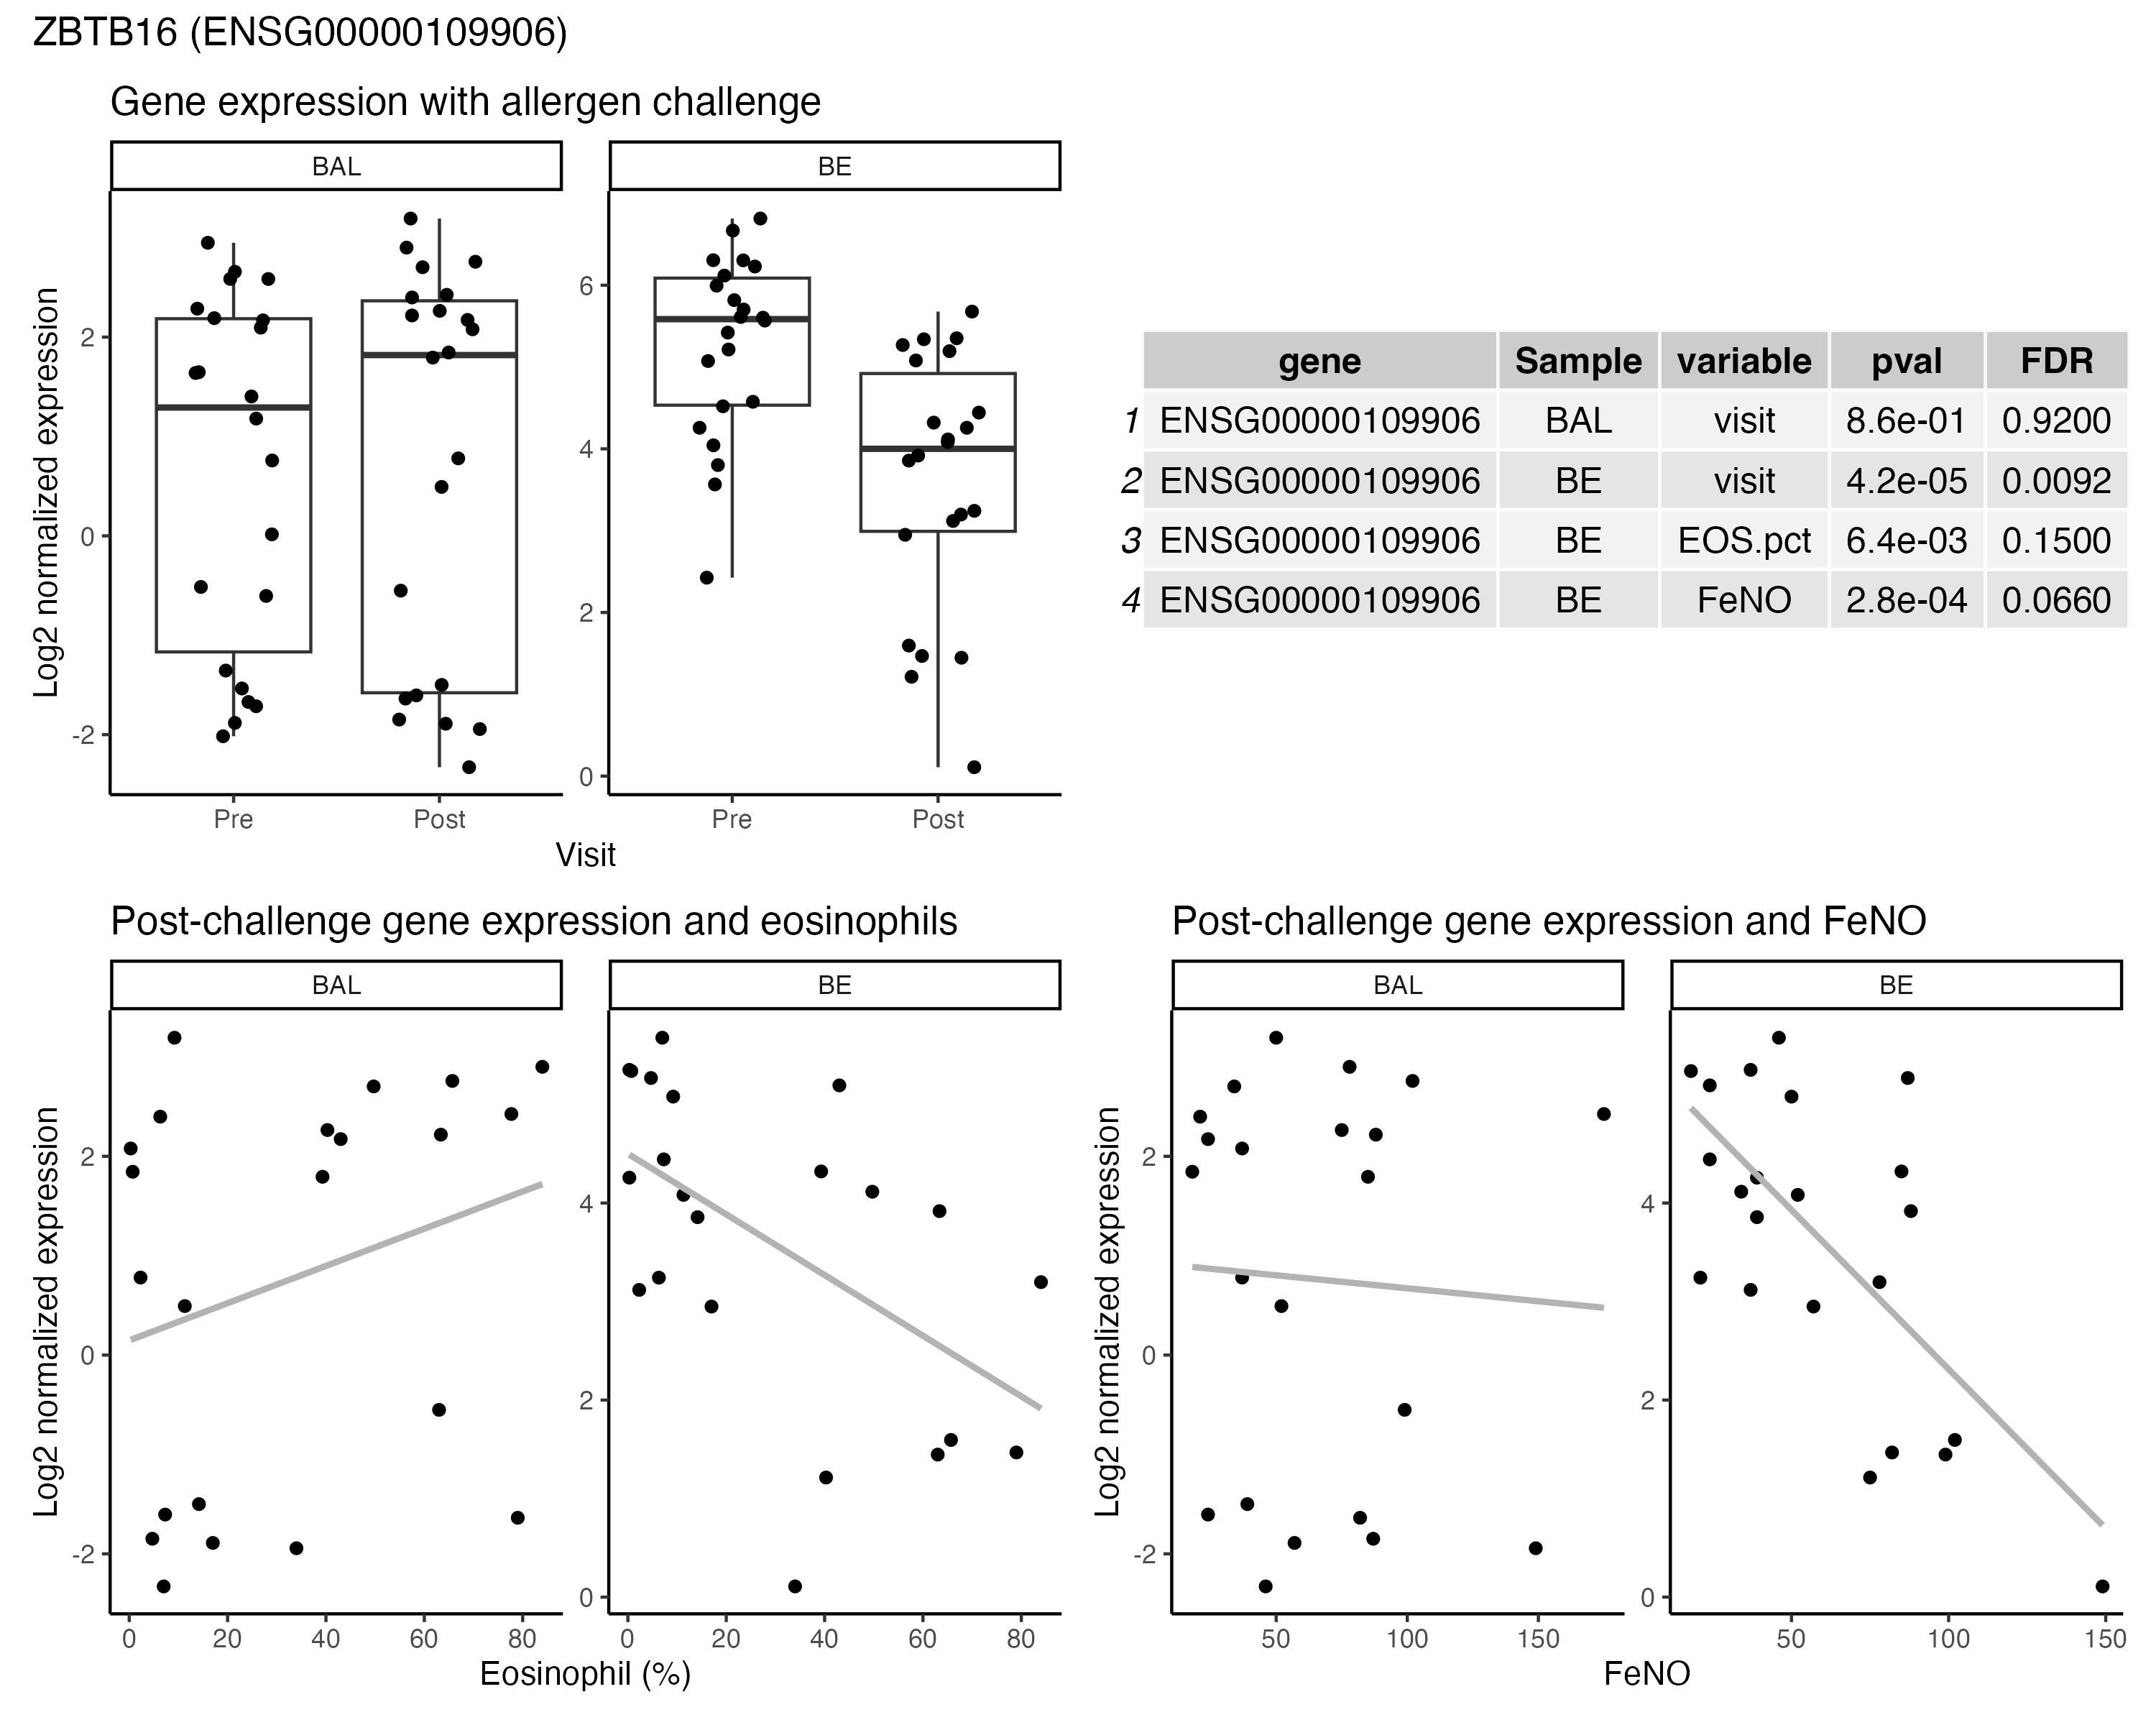 ZBTB16 (ENSG00000109906)
Gene expression with allergen challenge
BAL
BE
Log2 normalized expression
2
0
-2
6
4
2
0
Pre
Post
Pre
Post
Visit
gene Sample variable pval FDR
1 ENSG00000109906 BAL visit 8.6e-01 0.9200
2 ENSG00000109906 BE visit 4.2e-05 0.0092
3 ENSG00000109906 BE EOS.pct 6.4e-03 0.1500
4 ENSG00000109906 BE FeNO 2.8e-04 0.0660
Post-challenge gene expression and eosinophils
BAL
BE
Log2 normalized expression
2
0
-2
4
2
0
0 20 40 60 80
0 20 40 60 80
Eosinophil (%)
Post-challenge gene expression and FeNO
BAL
BE
Log2 normalized expression
2
0
-2
4
2
0
50 100 150
50 100 150
FeNO